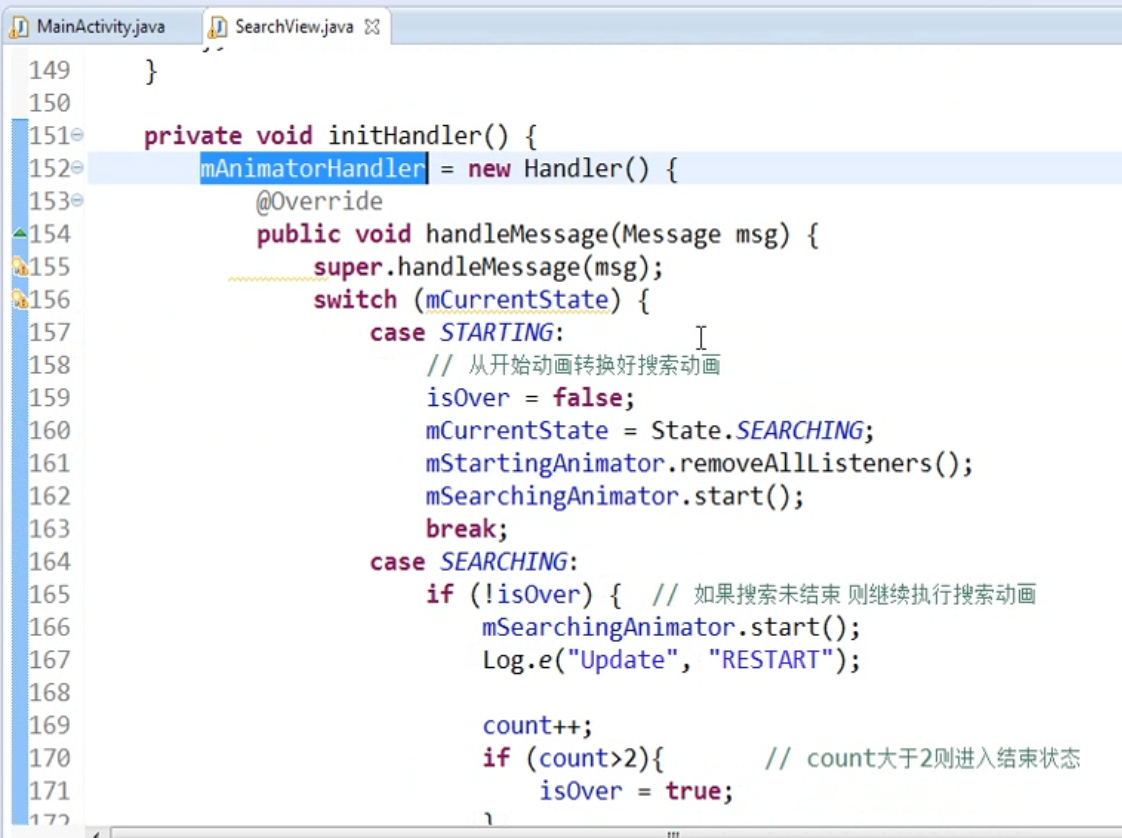 MainActivity.java SearchView.java
149 }
150
151 private void initHandler() {
152 mAnimatorHandler = new Handler() {
153 @Override
154 public void handleMessage(Message msg) {
155 super.handleMessage(msg);
156 switch (mCurrentState) {
157 case STARTING:
158 // 从开始动画转换好搜索动画
159 isOver = false;
160 mCurrentState = State.SEARCHING;
161 mStartingAnimator.removeAllListeners();
162 mSearchingAnimator.start();
163 break;
164 case SEARCHING:
165 if (!isOver) { // 如果搜索未结束 则继续执行搜索动画
166 mSearchingAnimator.start();
167 Log.e("Update", "RESTART");
168
169 count++;
170 if (count>2){ // count大于2则进入结束状态
171 isOver = true;
172 }